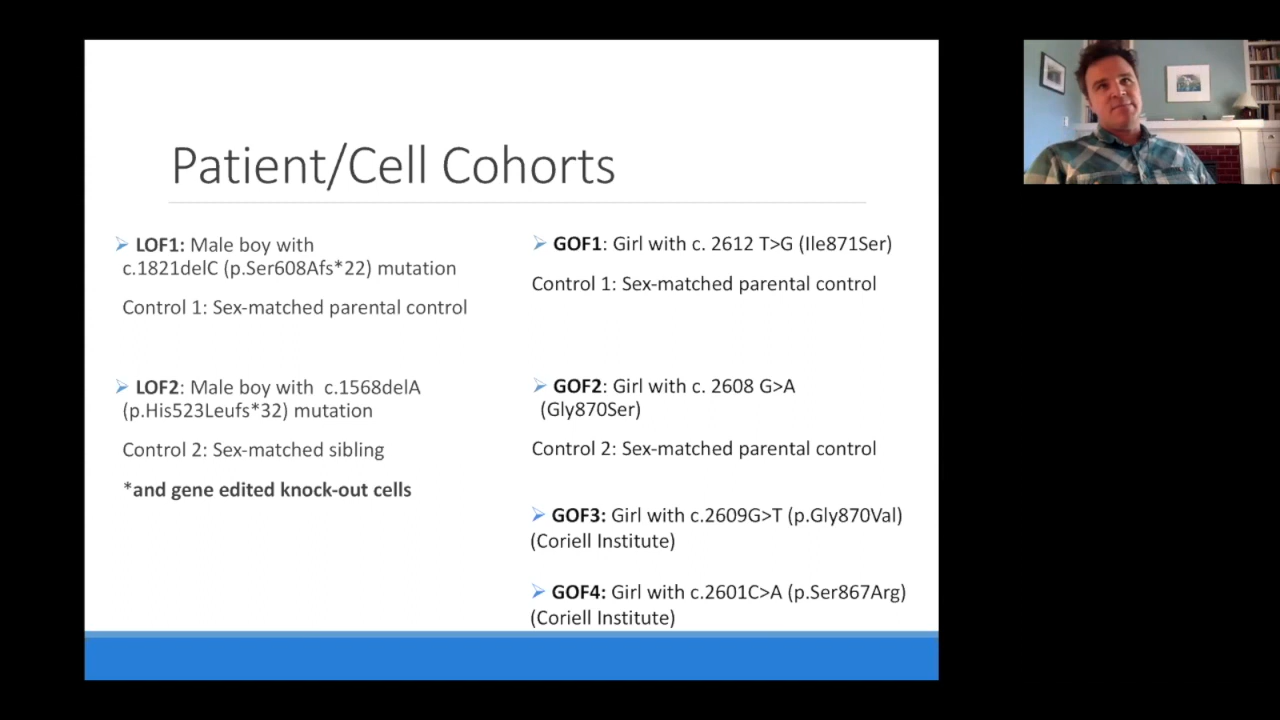 Patient/Cell Cohorts
LOF1: Male boy with
c.1821delC (p.Ser608Afs*22) mutation
Control 1: Sex-matched parental control
LOF2: Male boy with c.1568delA
(p.His523Leufs*32) mutation
Control 2: Sex-matched sibling
*and gene edited knock-out cells
GOF1: Girl with c. 2612 T>G (Ile871Ser)
Control 1: Sex-matched parental control
GOF2: Girl with c. 2608 G>A
(Gly870Ser)
Control 2: Sex-matched parental control
GOF3: Girl with c.2609G>T (p.Gly870Val)
(Coriell Institute)
GOF4: Girl with c.2601C>A (p.Ser867Arg)
(Coriell Institute)